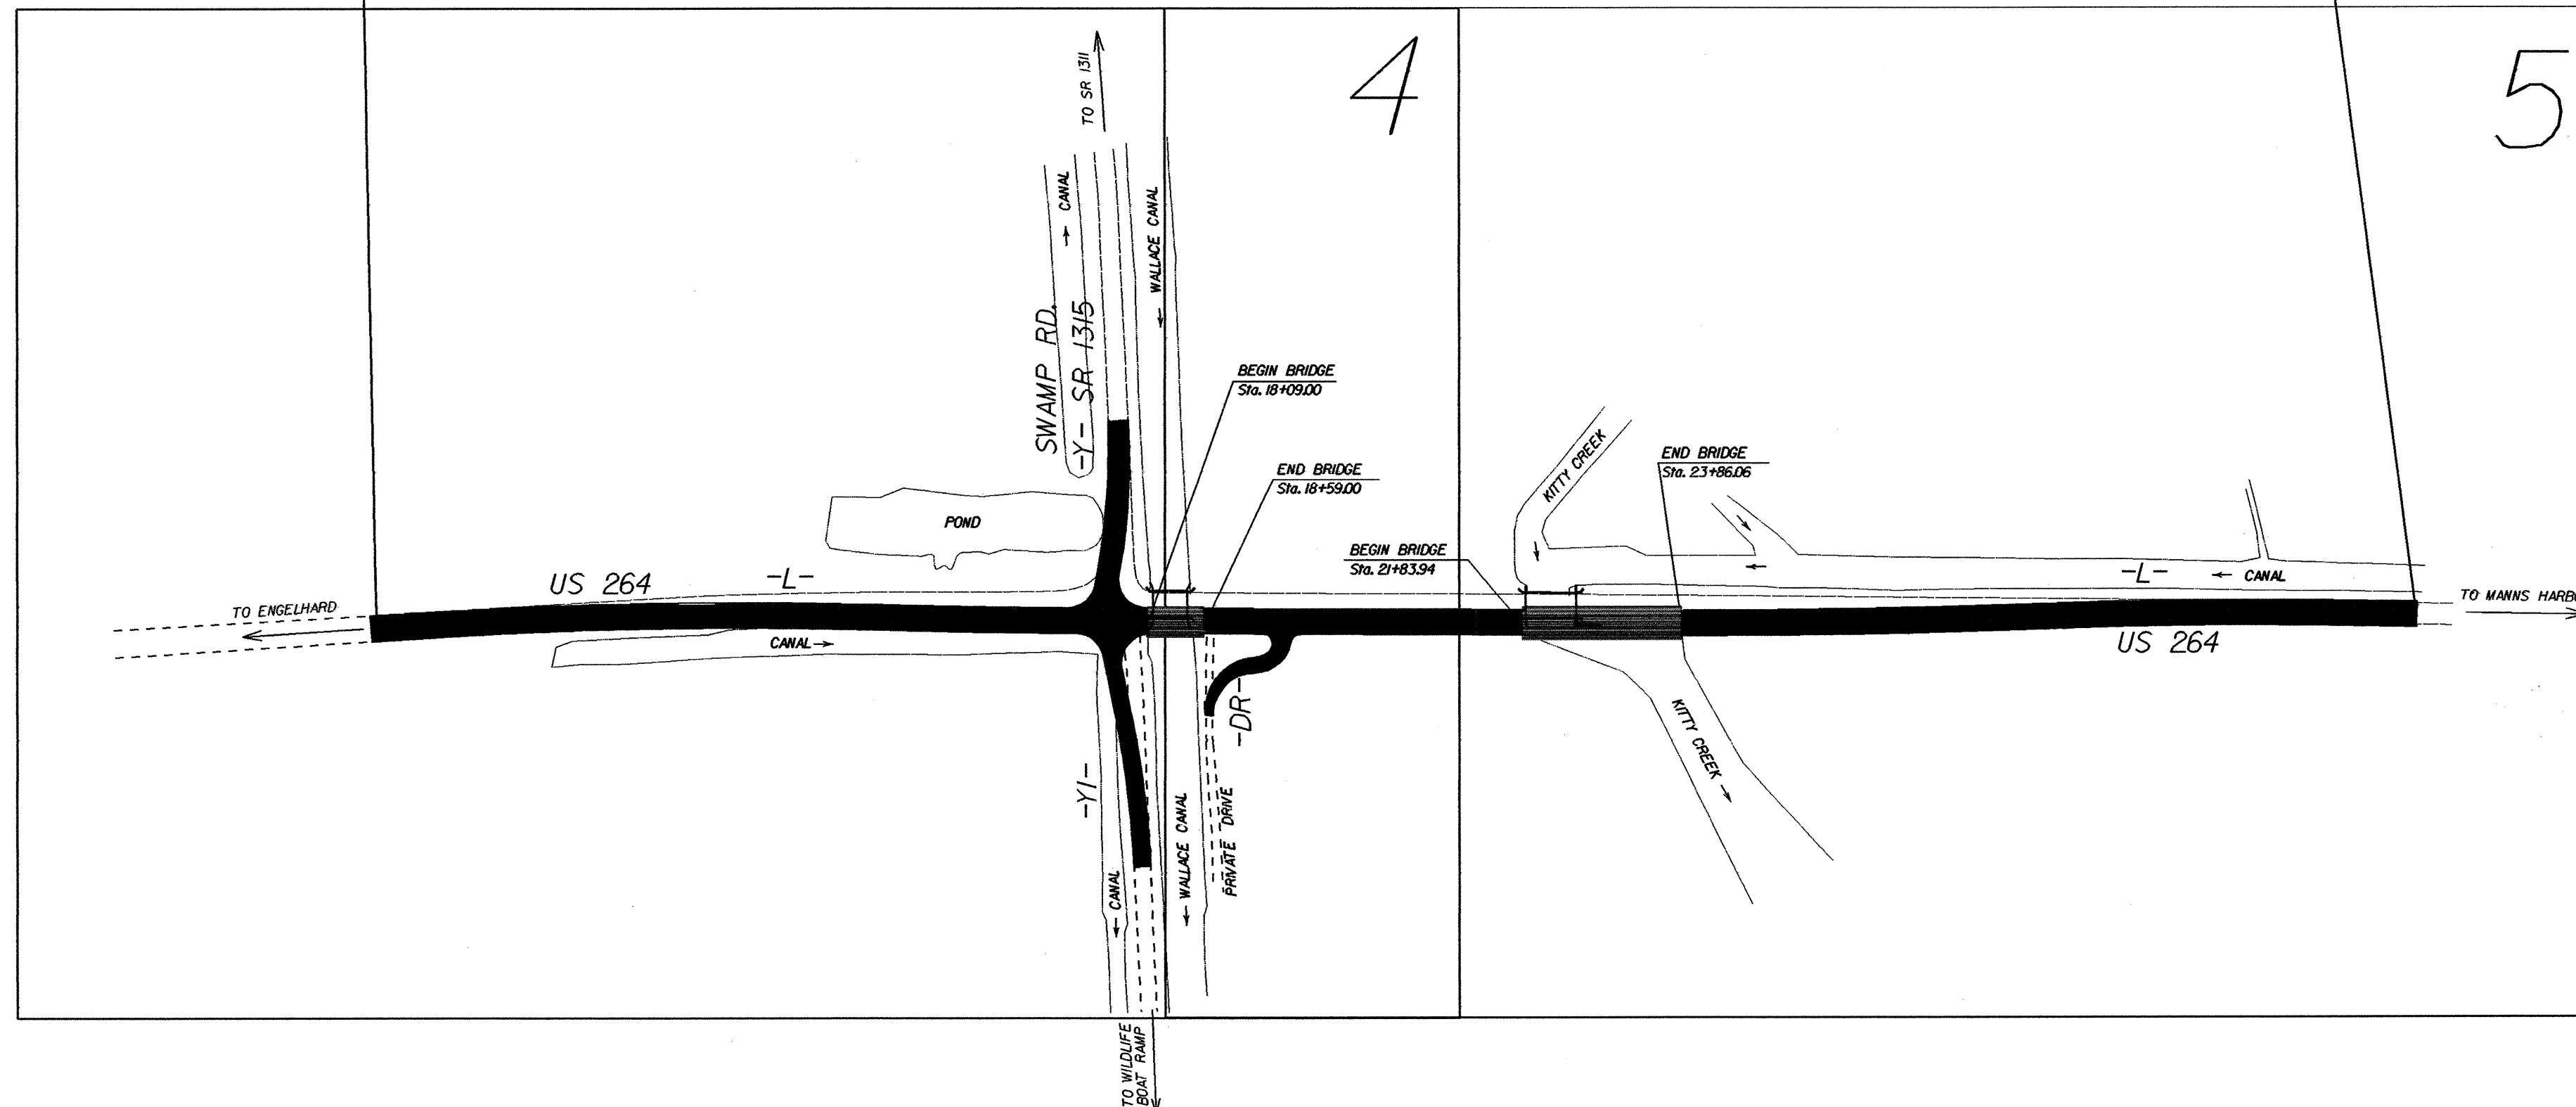 4
5
TO SR 1311
CANAL
WALLACE CANAL
SWAMP RD.
-Y- SR 1315
BEGIN BRIDGE
Sta. 18+09.00
END BRIDGE
Sta. 18+59.00
KITTY CREEK
END BRIDGE
Sta. 23+86.06
POND
BEGIN BRIDGE
Sta. 21+83.94
US 264
-L-
-L-
CANAL
TO ENGELHARD
TO MANNS HARBO
CANAL
US 264
-DR-
KITTY CREEK
-Y1-
WALLACE CANAL
PRIVATE DRIVE
CANAL
TO WILDLIFE
BOAT RAMP